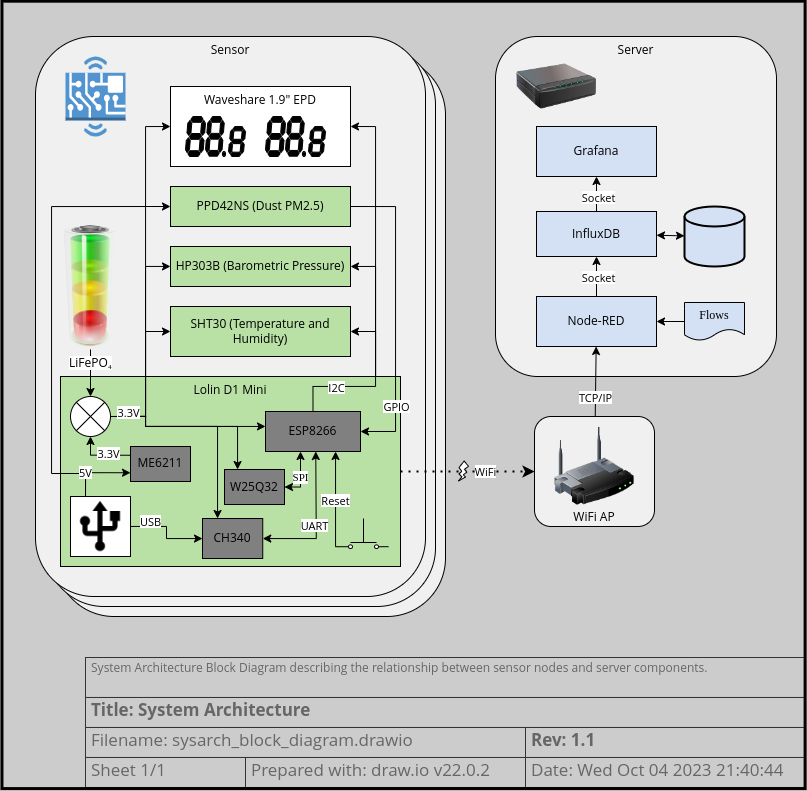 Sensor
Waveshare 1.9" EPD
88.8 88.8
PPD42NS (Dust PM2.5)
HP303B (Barometric Pressure)
SHT30 (Temperature and
Humidity)
LiFePO₄
Lolin D1 Mini
I2C
3.3V
GPIO
ESP8266
3.3V
ME6211
5V
W25Q32
SPI
Reset
USB
UART
CH340
WiFi
Server
Grafana
Socket
InfluxDB
Socket
Node-RED
Flows
TCP/IP
WiFi AP
System Architecture Block Diagram describing the relationship between sensor nodes and server components.
Title: System Architecture
Filename: sysarch_block_diagram.drawio
Rev: 1.1
Sheet 1/1
Prepared with: draw.io v22.0.2
Date: Wed Oct 04 2023 21:40:44